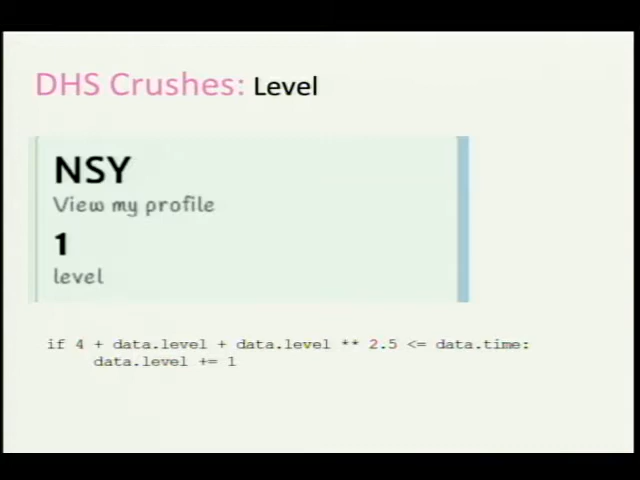 DHS Crushes: Level
NSY
View my profile
1
level
if 4 + data.level + data.level ** 2.5 <= data.time:
data.level += 1